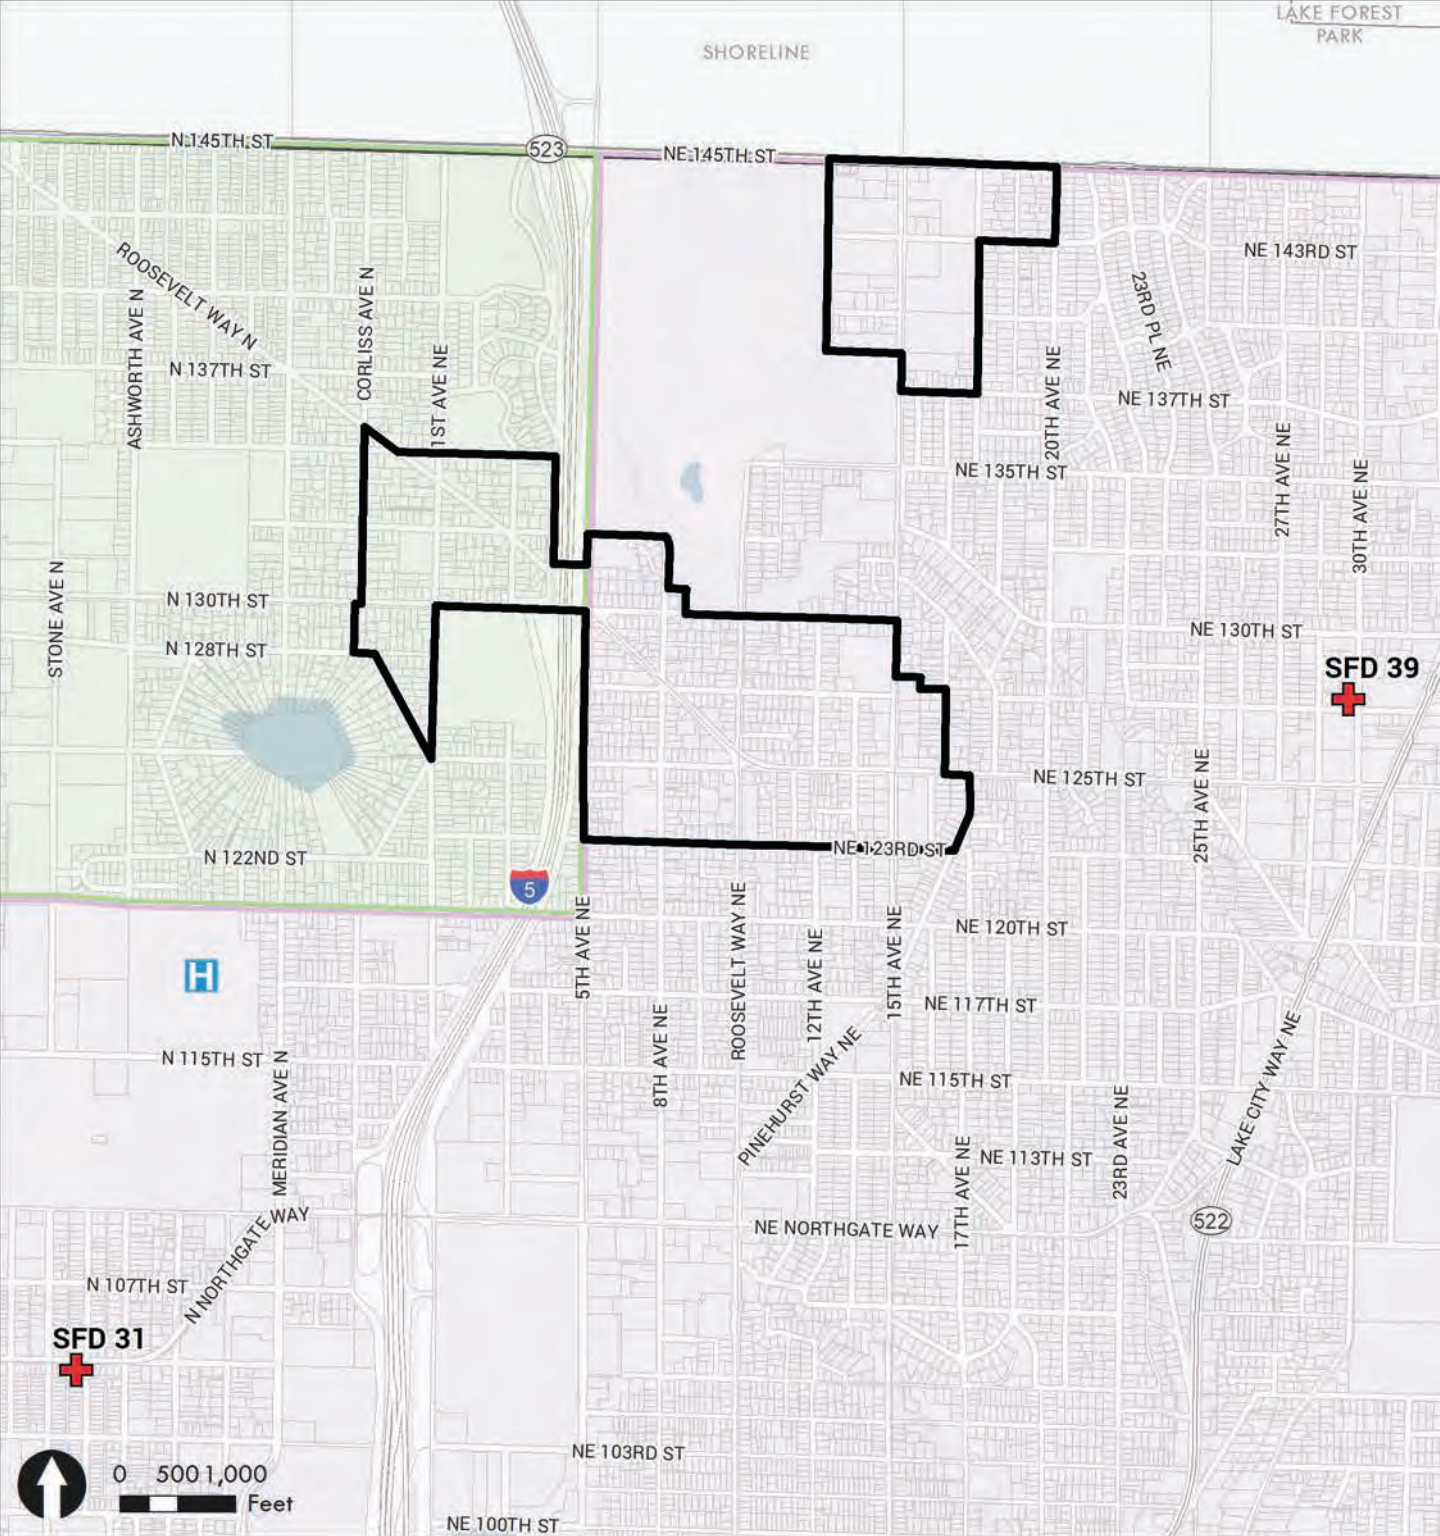 LAKE FOREST
PARK
SHORELINE
N 145TH ST
523
NE 145TH ST
ROOSEVELT WAY N
ASHWORTH AVE N
CORLISS AVE N
1ST AVE NE
N 137TH ST
NE 143RD ST
23RD PL NE
20TH AVE NE
NE 137TH ST
NE 135TH ST
27TH AVE NE
30TH AVE NE
STONE AVE N
N 130TH ST
N 128TH ST
NE 130TH ST
SFD 39
NE 125TH ST
25TH AVE NE
N 122ND ST
NE 123RD ST
5
5TH AVE NE
ROOSEVELT WAY NE
12TH AVE NE
15TH AVE NE
NE 120TH ST
H
NE 117TH ST
8TH AVE NE
N 115TH ST
MERIDIAN AVE N
PINEHURST WAY NE
NE 115TH ST
LAKE CITY WAY NE
23RD AVE NE
17TH AVE NE
NE 113TH ST
522
N NORTHGATE WAY
NE NORTHGATE WAY
N 107TH ST
SFD 31
NE 103RD ST
0 500 1,000
Feet
NE 100TH ST